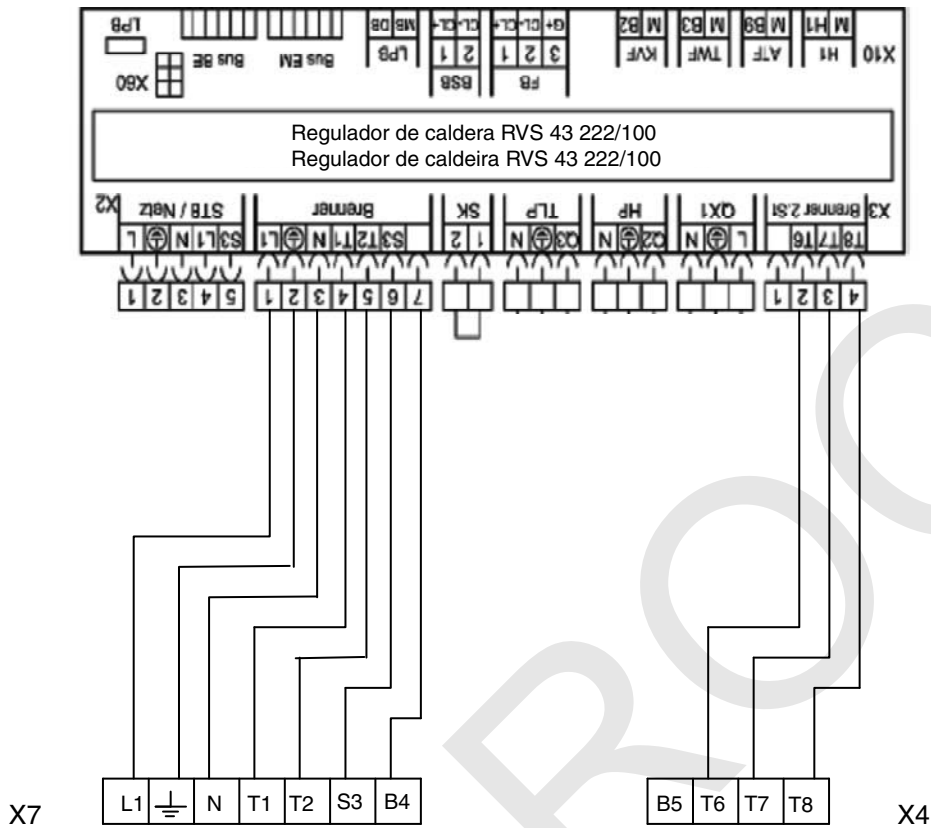 LPB
Bus BE
Bus EM
DB MB
CL+ CL-
CL+ CL- G+
B2 M
B3 M
B9 M
H1 M
LPB
1 2
1 2 3
KVF
TWF
ATF
H1
X10
X60
BSB
FB
Regulador de caldera RVS 43 222/100
Regulador de caldeira RVS 43 222/100
X2
STB / Netz
Brenner
SK
TLP
HP
QX1
Brenner 2.St
X3
L N L1 S3
L1 N T1 T2 S3
2 1
N Q3
N Q2
N L
T6 T7 T8
1 2 3 4 5
1 2 3 4 5 6 7
1 2 3 4
X7
L1 N T1 T2 S3 B4
B5 T6 T7 T8
X4